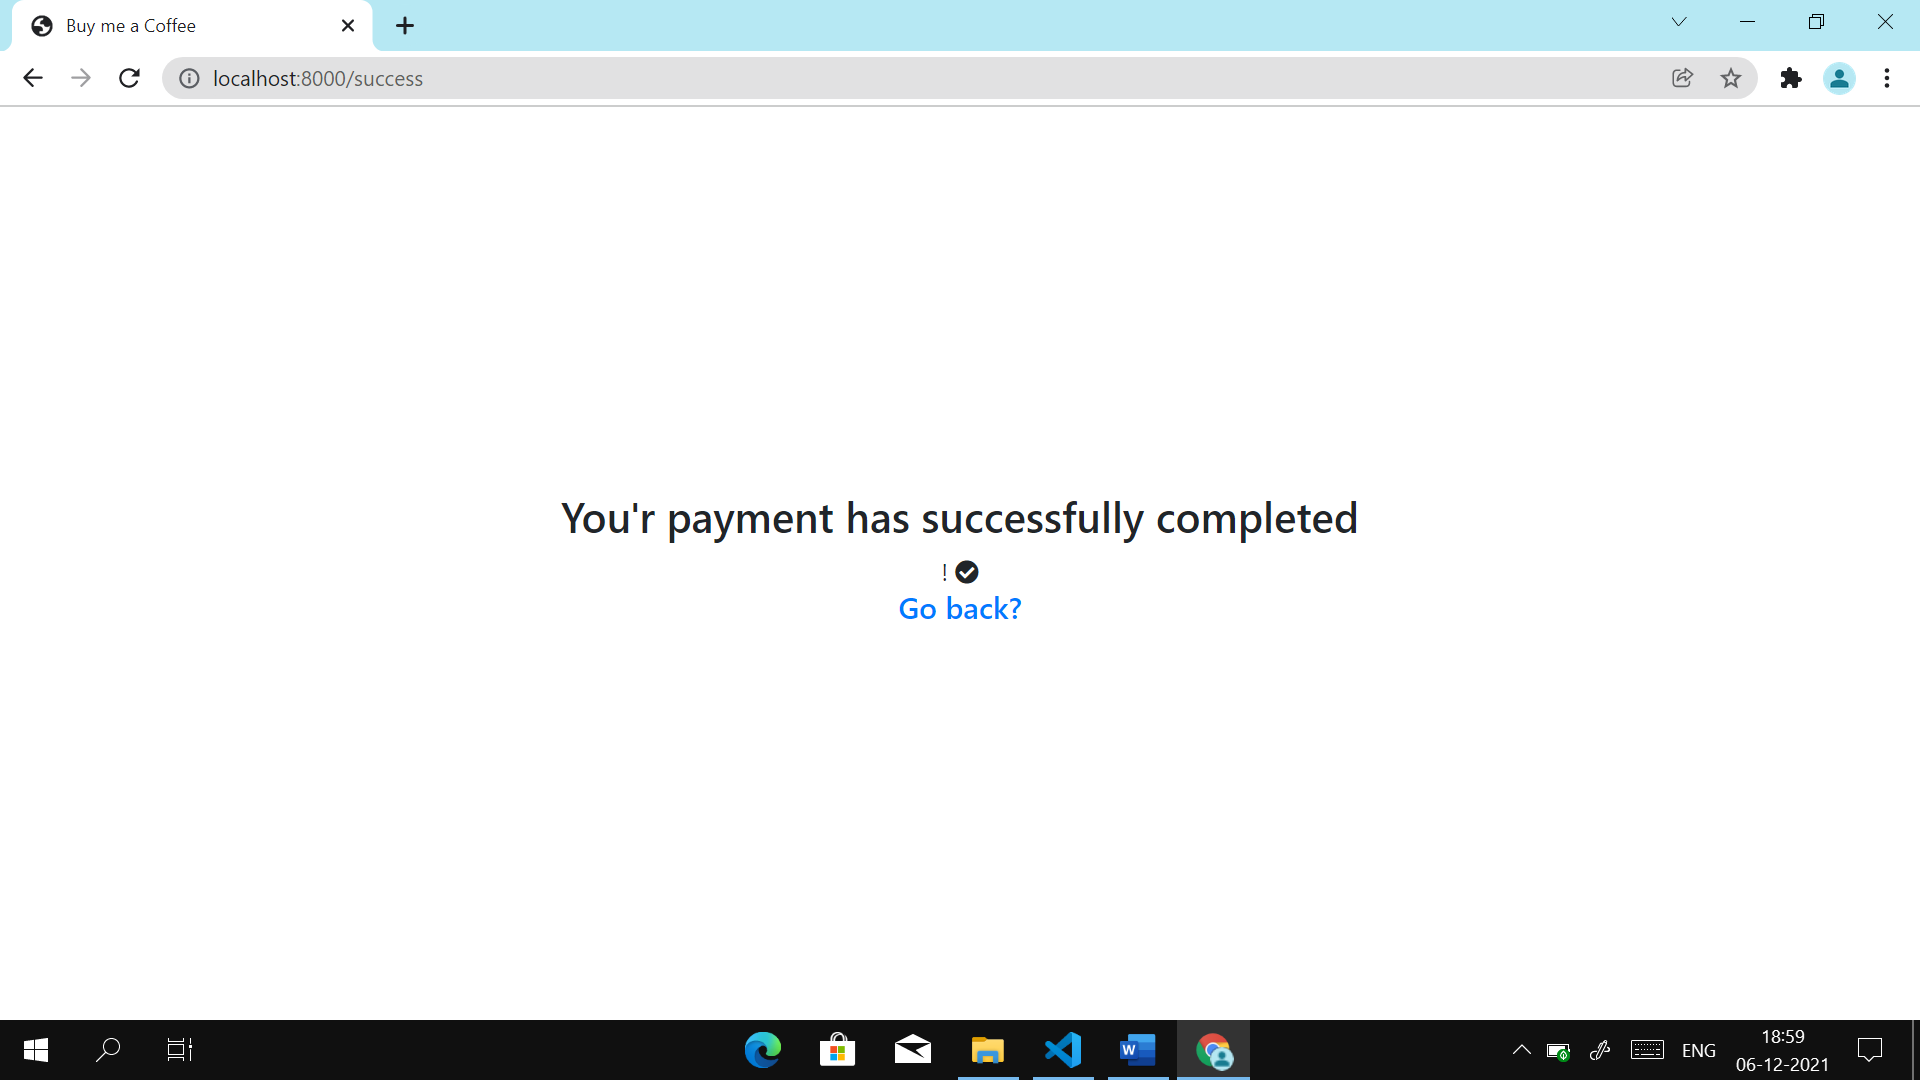 Buy me a Coffee
localhost:8000/success
You'r payment has successfully completed
!
Go back?
W
ENG
18:59
06-12-2021